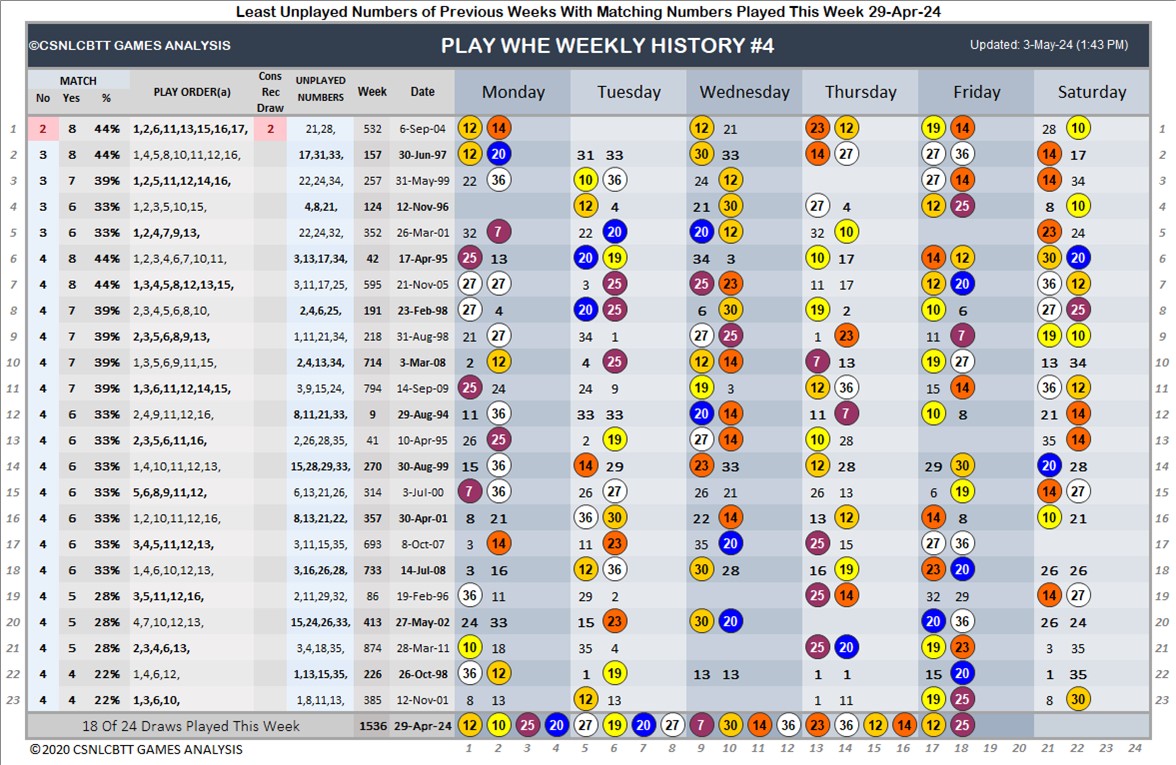 Least Unplayed Numbers of Previous Weeks With Matching Numbers Played This Week 29-Apr-24
©CSNLCBTT GAMES ANALYSIS PLAY WHE WEEKLY HISTORY #4 Updated: 3-May-24 (1:43 PM)
MATCH
No Yes % PLAY ORDER(a) Cons Rec Draw UNPLAYED NUMBERS Week Date Monday Tuesday Wednesday Thursday Friday Saturday
1 2 8 44% 1,2,6,11,13,15,16,17, 2 21,28, 532 6-Sep-04 12 14 12 21 23 12 19 14 28 10 1
2 3 8 44% 1,4,5,8,10,11,12,16, 17,31,33, 157 30-Jun-97 12 20 31 33 30 33 14 27 27 36 14 17 2
3 3 7 39% 1,2,5,11,12,14,16, 22,24,34, 257 31-May-99 22 36 10 36 24 12 27 14 14 34 3
4 3 6 33% 1,2,3,5,10,15, 4,8,21, 124 12-Nov-96 12 4 21 30 27 4 12 25 8 10 4
5 3 6 33% 1,2,4,7,9,13, 22,24,32, 352 26-Mar-01 32 7 22 20 20 12 32 10 23 24 5
6 4 8 44% 1,2,3,4,6,7,10,11, 3,13,17,34, 42 17-Apr-95 25 13 20 19 34 3 10 17 14 12 30 20 6
7 4 8 44% 1,3,4,5,8,12,13,15, 3,11,17,25, 595 21-Nov-05 27 27 3 25 25 23 11 17 12 20 36 12 7
8 4 7 39% 2,3,4,5,6,8,10, 2,4,6,25, 191 23-Feb-98 27 4 20 25 6 30 19 2 10 6 27 25 8
9 4 7 39% 2,3,5,6,8,9,13, 1,11,21,34, 218 31-Aug-98 21 27 34 1 27 25 1 23 11 7 19 10 9
10 4 7 39% 1,3,5,6,9,11,15, 2,4,13,34, 714 3-Mar-08 2 12 4 25 12 14 7 13 19 27 13 34 10
11 4 7 39% 1,3,6,11,12,14,15, 3,9,15,24, 794 14-Sep-09 25 24 24 9 19 3 12 36 15 14 36 12 11
12 4 6 33% 2,4,9,11,12,16, 8,11,21,33, 9 29-Aug-94 11 36 33 33 20 14 11 7 10 8 21 14 12
13 4 6 33% 2,3,5,6,11,16, 2,26,28,35, 41 10-Apr-95 26 25 2 19 27 14 10 28 35 14 13
14 4 6 33% 1,4,10,11,12,13, 15,28,29,33, 270 30-Aug-99 15 36 14 29 23 33 12 28 29 30 20 28 14
15 4 6 33% 5,6,8,9,11,12, 6,13,21,26, 314 3-Jul-00 7 36 26 27 26 21 26 13 6 19 14 27 15
16 4 6 33% 1,2,10,11,12,16, 8,13,21,22, 357 30-Apr-01 8 21 36 30 22 14 13 12 14 8 10 21 16
17 4 6 33% 3,4,5,11,12,13, 3,11,15,35, 693 8-Oct-07 3 14 11 23 35 20 25 15 27 36 17
18 4 6 33% 1,4,6,10,12,13, 3,16,26,28, 733 14-Jul-08 3 16 12 36 30 28 16 19 23 20 26 26 18
19 4 5 28% 3,5,11,12,16, 2,11,29,32, 86 19-Feb-96 36 11 29 2 25 14 32 29 14 27 19
20 4 5 28% 4,7,10,12,13, 15,24,26,33, 413 27-May-02 24 33 15 23 30 20 20 36 26 24 20
21 4 5 28% 2,3,4,6,13, 3,4,18,35, 874 28-Mar-11 10 18 35 4 25 20 19 23 3 35 21
22 4 4 22% 1,4,6,12, 1,13,15,35, 226 26-Oct-98 36 12 1 19 13 13 1 1 15 20 1 35 22
23 4 4 22% 1,3,6,10, 1,8,11,13, 385 12-Nov-01 8 13 12 13 1 11 19 25 8 30 23
18 Of 24 Draws Played This Week 1536 29-Apr-24 12 10 25 20 27 19 20 27 7 30 14 36 23 36 12 14 12 25
© 2020 CSNLCBTT GAMES ANALYSIS 1 2 3 4 5 6 7 8 9 10 11 12 13 14 15 16 17 18 19 20 21 22 23 24